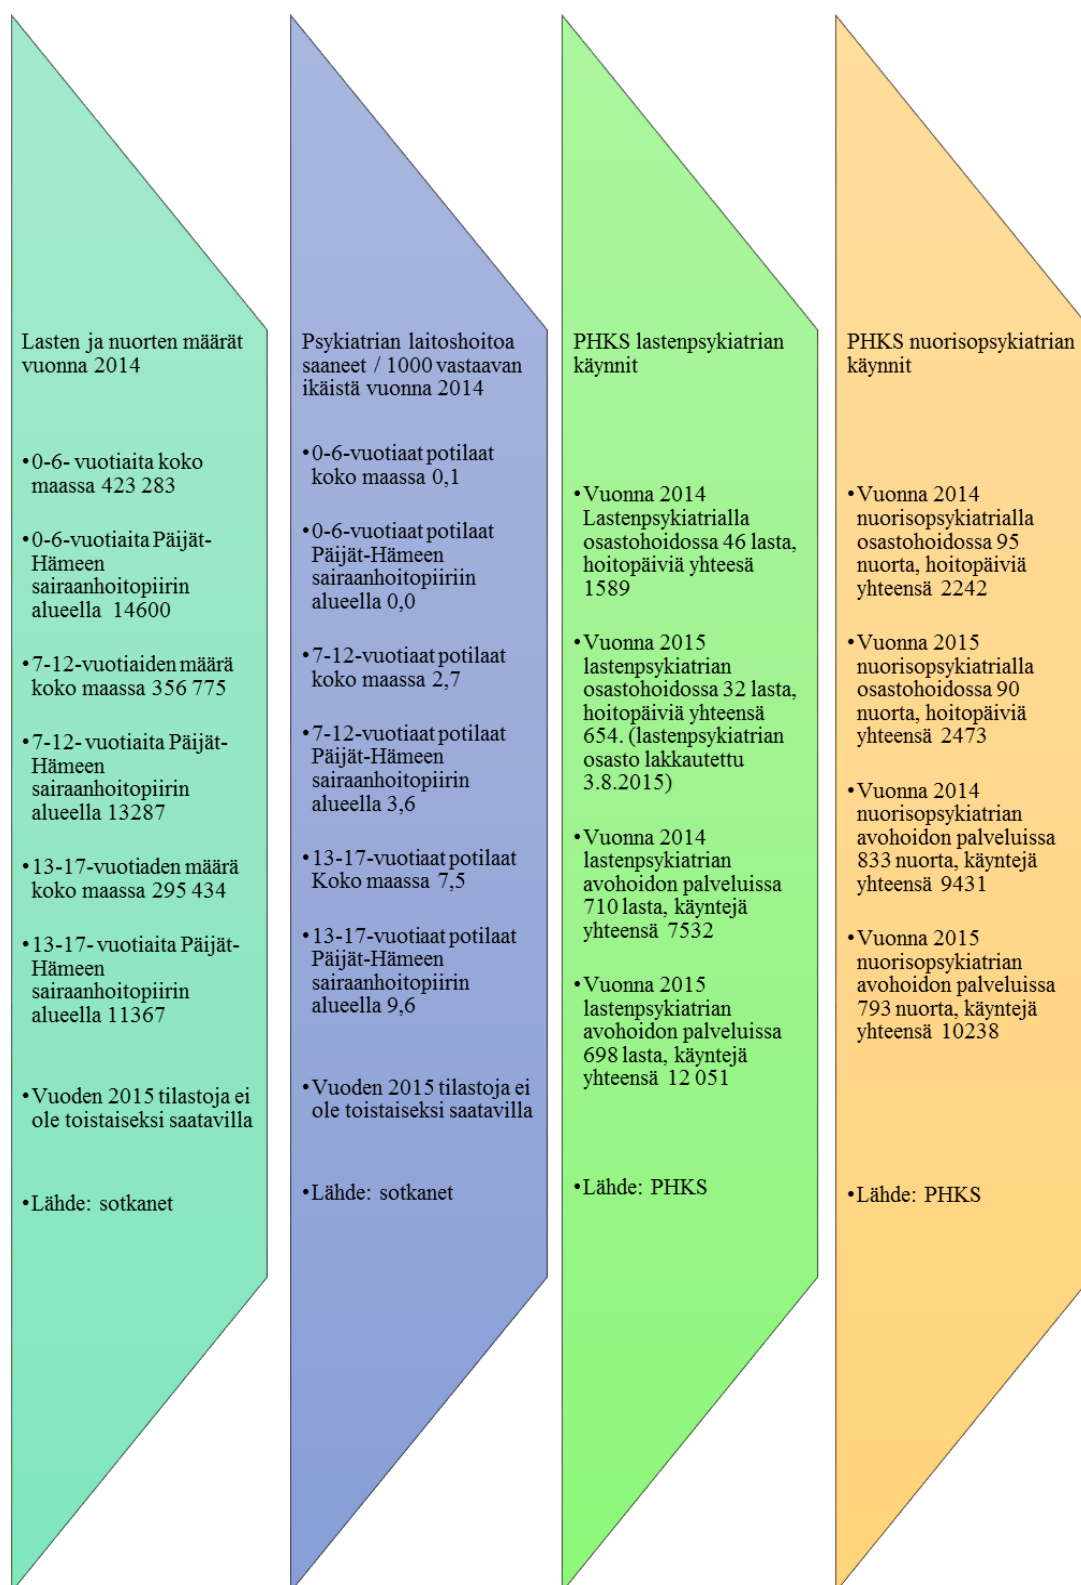 Lasten ja nuorten määrät
vuonna 2014
•0-6- vuotiaita koko
maassa 423 283
•0-6-vuotiaita Päijät-
Hämeen
sairaanhoitopiirin
alueella 14600
•7-12-vuotiaiden määrä
koko maassa 356 775
•7-12- vuotiaita Päijät-
Hämeen
sairaanhoitopiirin
alueella 13287
•13-17-vuotiaden määrä
koko maassa 295 434
•13-17- vuotiaita Päijät-
Hämeen
sairaanhoitopiirin
alueella 11367
•Vuoden 2015 tilastoja ei
ole toistaiseksi saatavilla
•Lähde: sotkanet
Psykiatrian laitoshoitoa
saaneet / 1000 vastaavan
ikäistä vuonna 2014
•0-6-vuotiaat potilaat
koko maassa 0,1
•0-6-vuotiaat potilaat
Päijät-Hämeen
sairaanhoitopiiriin
alueella 0,0
•7-12-vuotiaat potilaat
koko maassa 2,7
•7-12-vuotiaat potilaat
Päijät-Hämeen
sairaanhoitopiirin
alueella 3,6
•13-17-vuotiaat potilaat
Koko maassa 7,5
•13-17-vuotiaat potilaat
Päijät-Hämeen
sairaanhoitopiirin
alueella 9,6
•Vuoden 2015 tilastoja ei
ole toistaiseksi saatavilla
•Lähde: sotkanet
PHKS lastenpsykiatrian
käynnit
•Vuonna 2014
Lastenpsykiatrialla
osastohoidossa 46 lasta,
hoitopäiviä yhteesä
1589
•Vuonna 2015
lastenpsykiatrian
osastohoidossa 32 lasta,
hoitopäiviä yhteensä
654. (lastenpsykiatrian
osasto lakkautettu
3.8.2015)
•Vuonna 2014
lastenpsykiatrian
avohoidon palveluissa
710 lasta, käyntejä
yhteensä 7532
•Vuonna 2015
lastenpsykiatrian
avohoidon palveluissa
698 lasta, käyntejä
yhteensä 12 051
•Lähde: PHKS
PHKS nuorisopsykiatrian
käynnit
•Vuonna 2014
nuorisopsykiatrialla
osastohoidossa 95
nuorta, hoitopäiviä
yhteensä 2242
•Vuonna 2015
nuorisopsykiatrialla
osastohoidossa 90
nuorta, hoitopäiviä
yhteensä 2473
•Vuonna 2014
nuorisopsykiatrian
avohoidon palveluissa
833 nuorta, käyntejä
yhteensä 9431
•Vuonna 2015
nuorisopsykiatrian
avohoidon palveluissa
793 nuorta, käyntejä
yhteensä 10238
•Lähde: PHKS